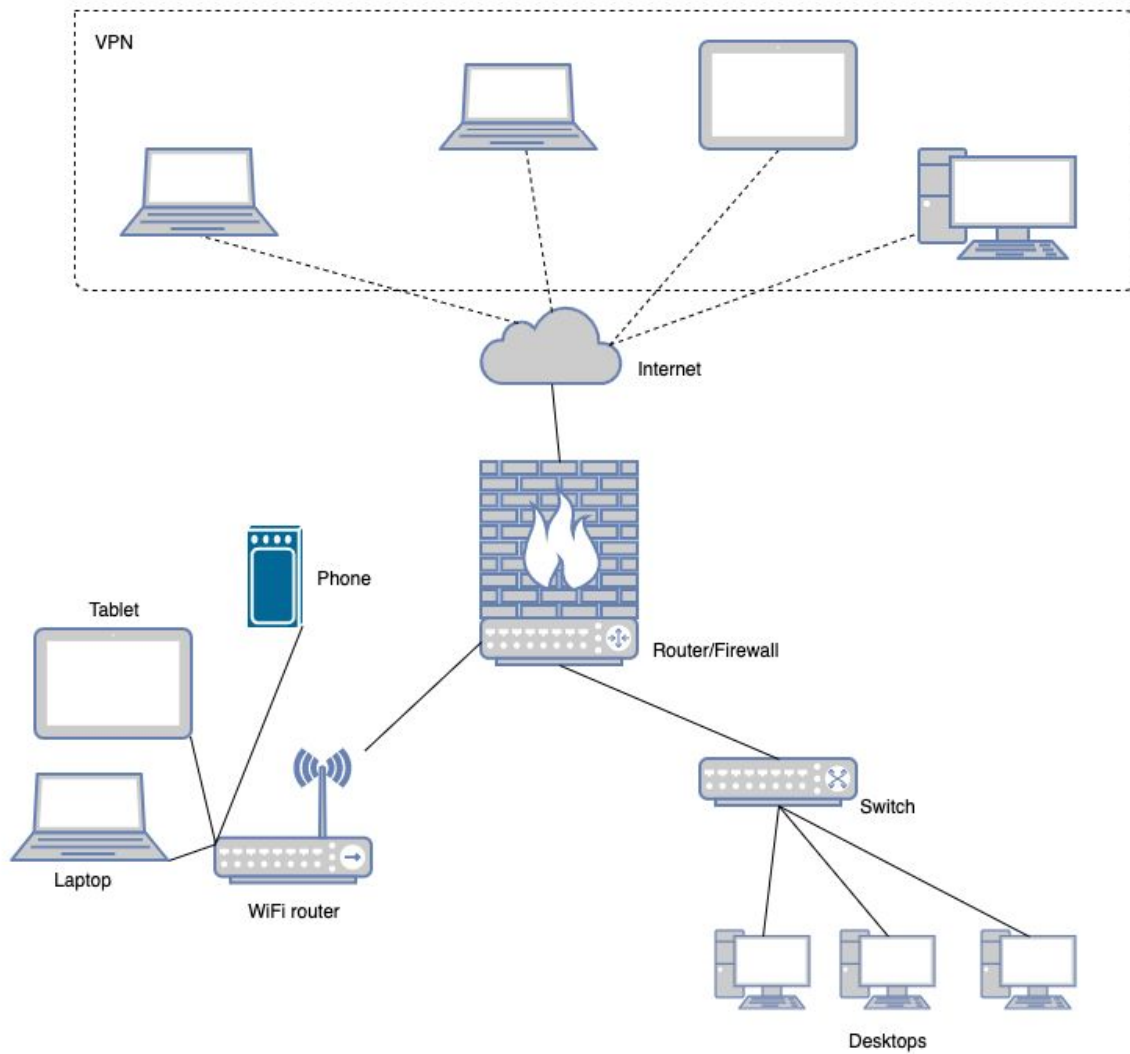 VPN
Internet
Phone
Tablet
Router/Firewall
Switch
Laptop
WiFi router
Desktops